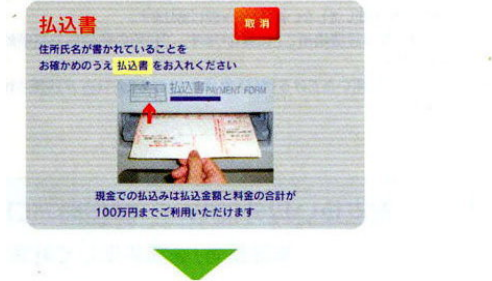 払込書
取消
住所氏名が書かれていることを
お確かめのうえ 払込書 をお入れください
払込書 PAYMENT FORM
現金での払込みは払込金額と料金の合計が
100万円までご利用いただけます